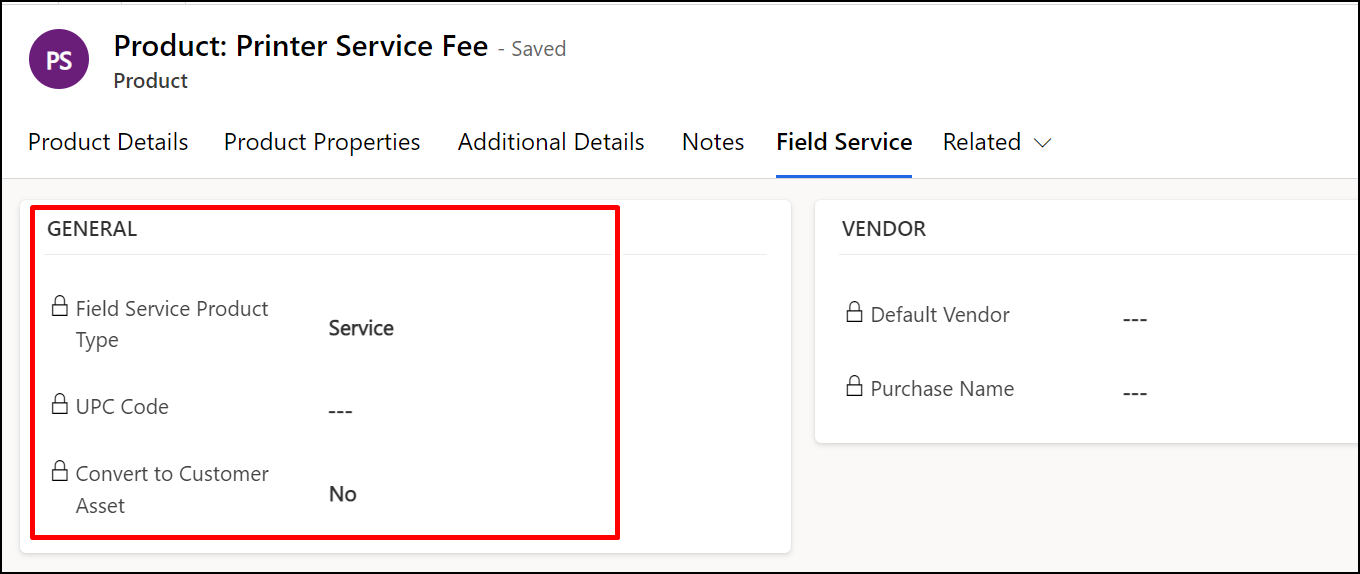 PS
Product: Printer Service Fee - Saved
Product
Product Details Product Properties Additional Details Notes Field Service Related
GENERAL
Field Service Product
Type
Service
UPC Code
---
Convert to Customer
Asset
No
VENDOR
Default Vendor
---
Purchase Name
---